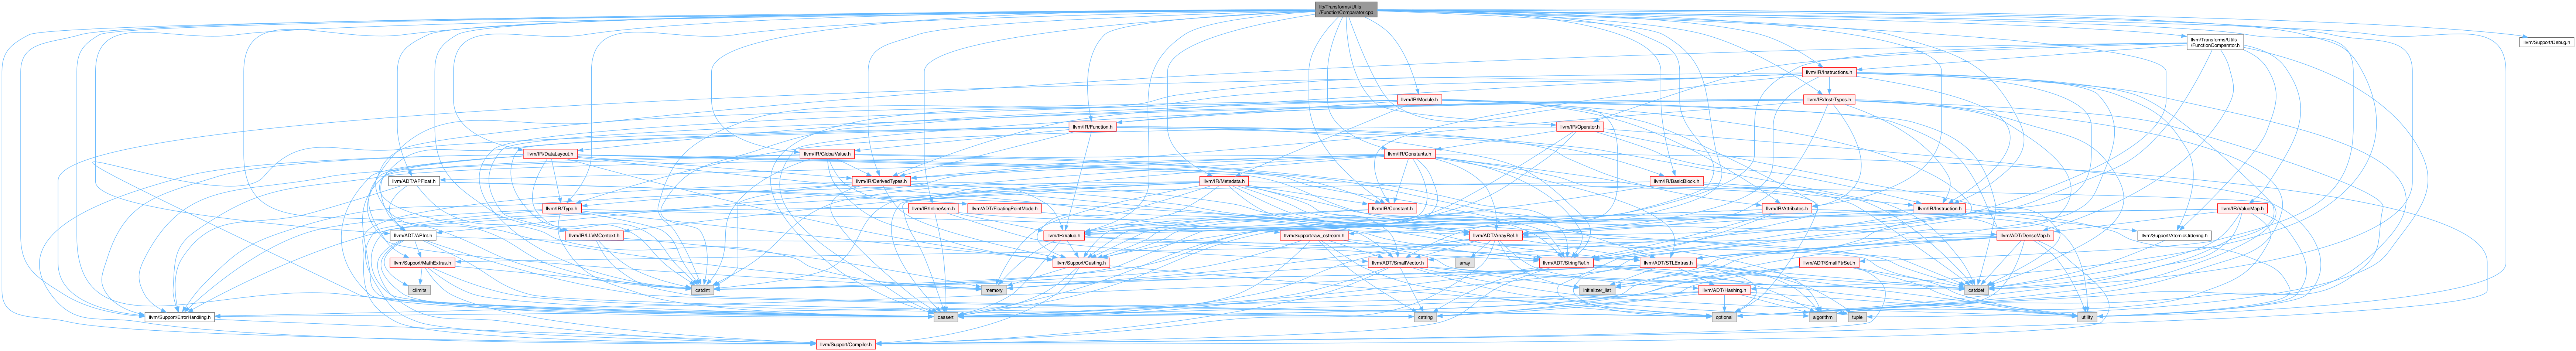 lib/Transforms/Utils
/FunctionComparator.cpp
llvm/Transforms/Utils
/FunctionComparator.h
llvm/Support/Debug.h
llvm/IR/Instructions.h
llvm/IR/Module.h
llvm/IR/InstrTypes.h
llvm/IR/Function.h
llvm/IR/Operator.h
llvm/IR/DataLayout.h
llvm/IR/GlobalValue.h
llvm/IR/Constants.h
llvm/ADT/APFloat.h
llvm/IR/DerivedTypes.h
llvm/IR/Metadata.h
llvm/IR/BasicBlock.h
llvm/IR/Type.h
llvm/IR/InlineAsm.h
llvm/ADT/FloatingPointMode.h
llvm/IR/Constant.h
llvm/IR/Attributes.h
llvm/IR/Instruction.h
llvm/IR/ValueMap.h
llvm/ADT/APInt.h
llvm/IR/LLVMContext.h
llvm/IR/Value.h
llvm/Support/raw_ostream.h
llvm/ADT/ArrayRef.h
llvm/ADT/DenseMap.h
llvm/Support/AtomicOrdering.h
llvm/Support/MathExtras.h
llvm/Support/Casting.h
llvm/ADT/SmallVector.h
array
llvm/ADT/StringRef.h
llvm/ADT/STLExtras.h
llvm/ADT/SmallPtrSet.h
climits
cstdint
memory
initializer_list
llvm/ADT/Hashing.h
cstddef
llvm/Support/ErrorHandling.h
cassert
cstring
optional
algorithm
tuple
utility
llvm/Support/Compiler.h